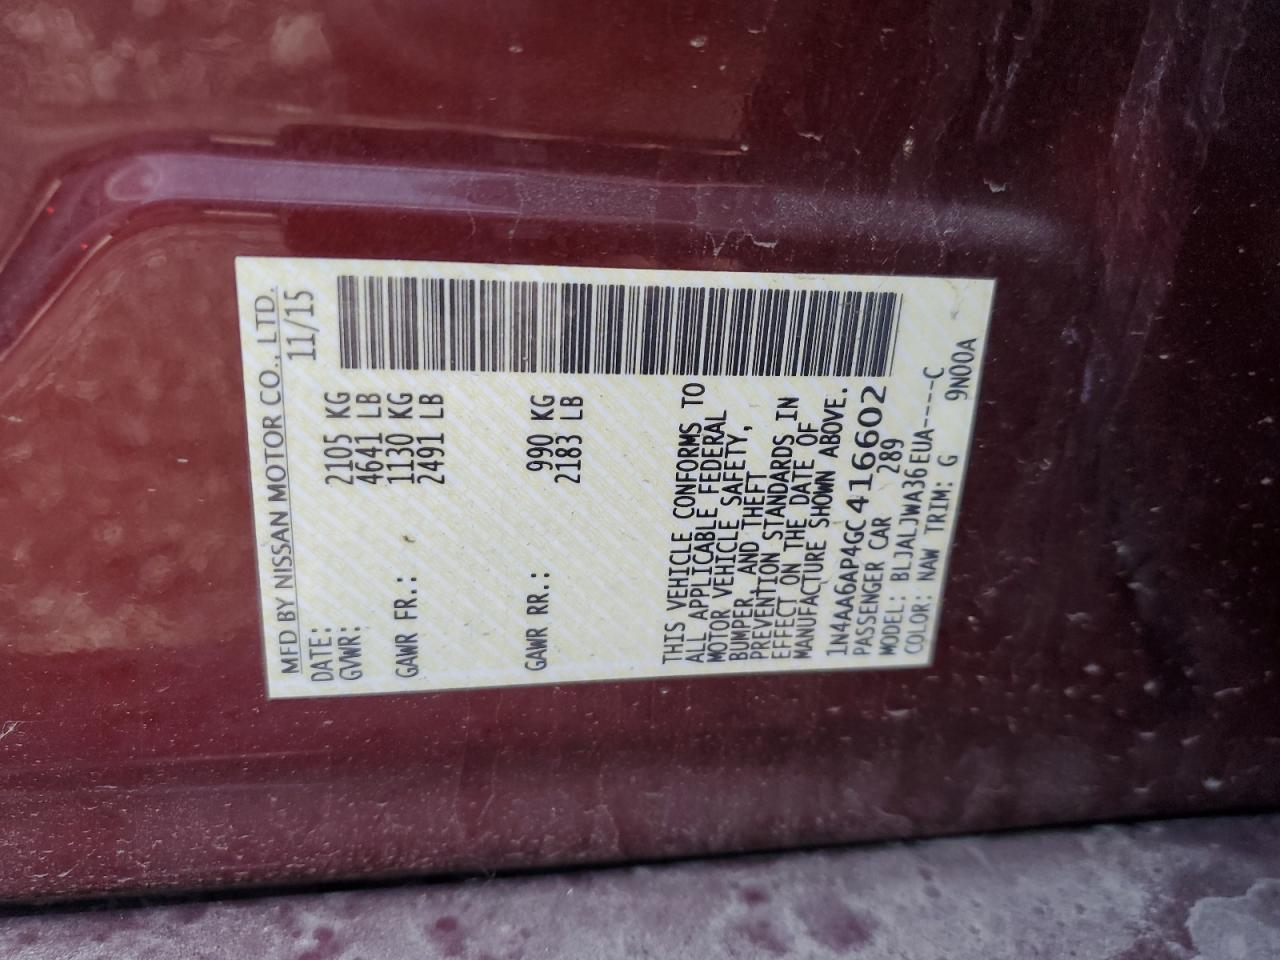 MFD BY NISSAN MOTOR CO., LTD.
DATE: 11/15
GVWR: 2105 KG
4641 LB
GAWR FR.: 1130 KG
2491 LB
GAWR RR.: 990 KG
2183 LB
THIS VEHICLE CONFORMS TO
ALL APPLICABLE FEDERAL
MOTOR VEHICLE SAFETY,
BUMPER, AND THEFT
PREVENTION STANDARDS IN
EFFECT ON THE DATE OF
MANUFACTURE SHOWN ABOVE.
1N4AA6AP4GC416602
PASSENGER CAR 289
MODEL: BLJALJWA36EUA----C
COLOR: NAW TRIM: G 9N00A